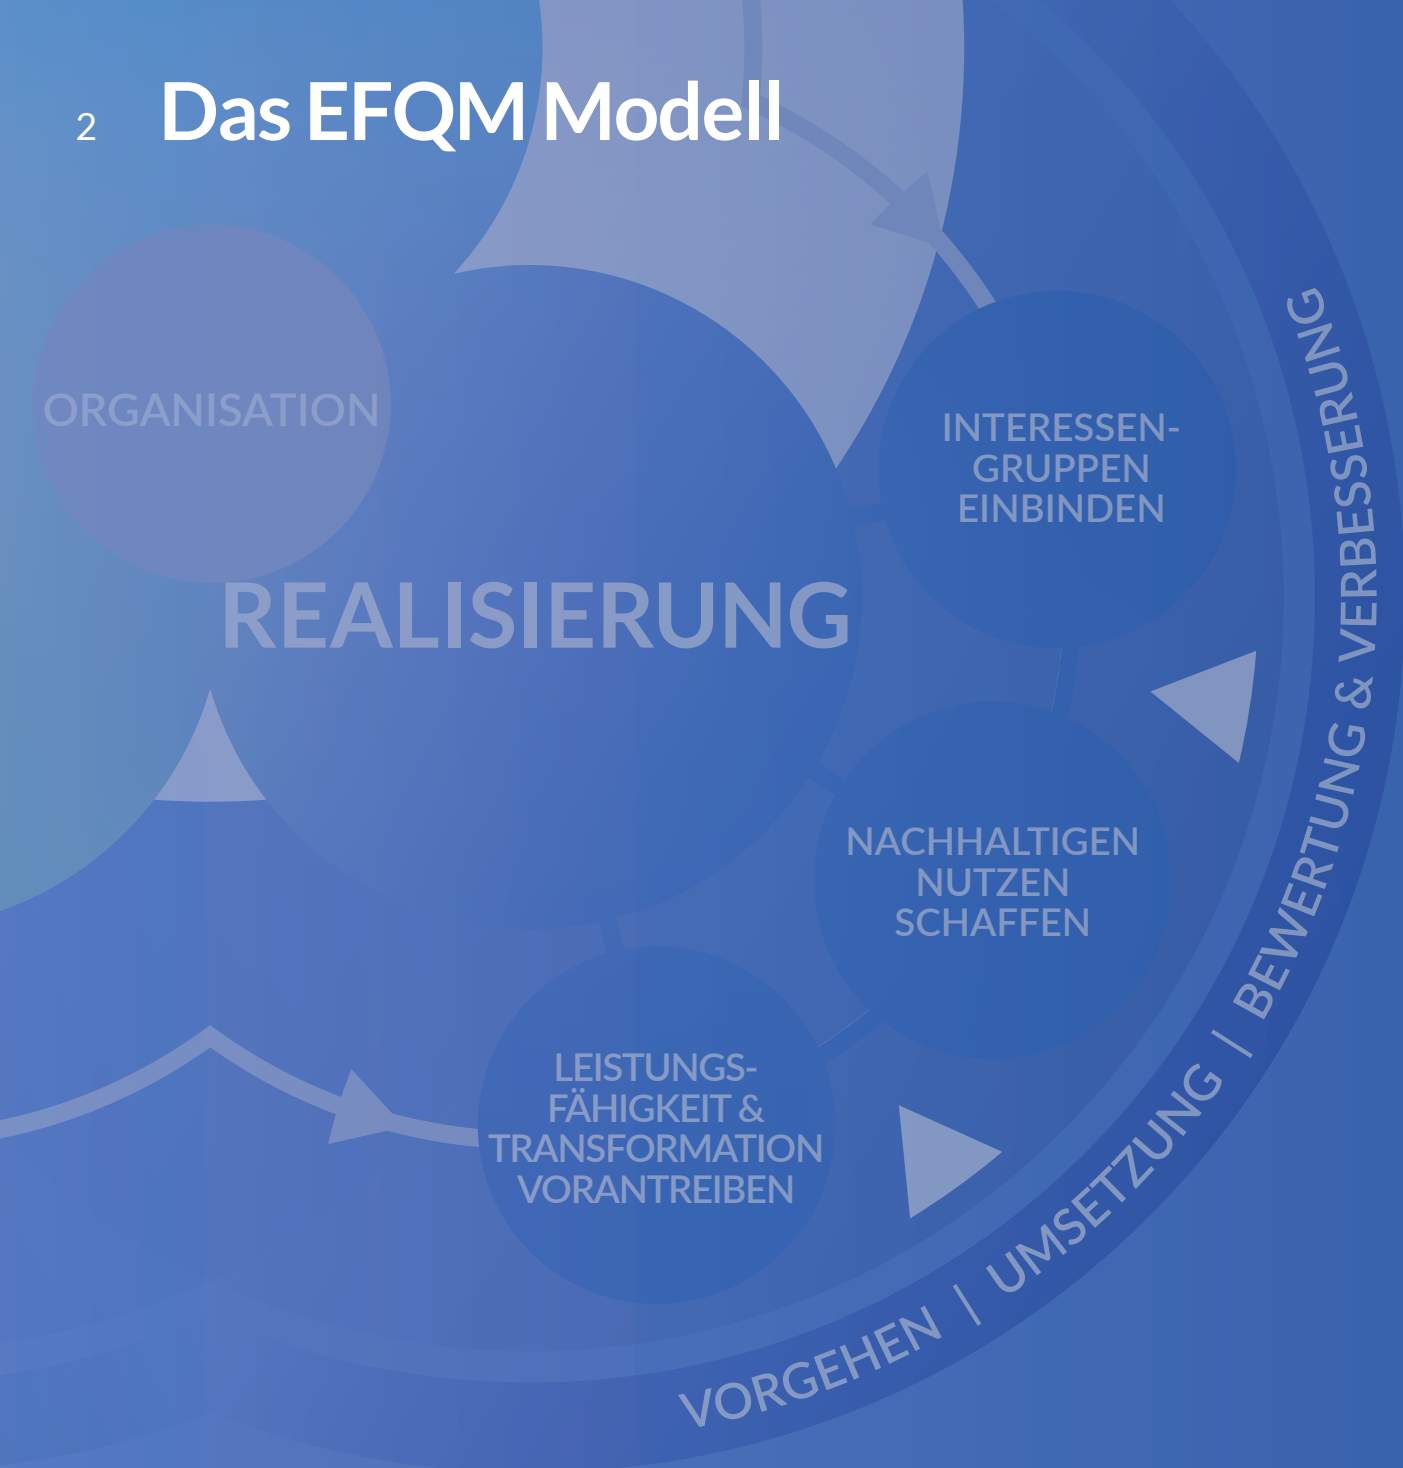 2 Das EFQM Modell
ORGANISATION
REALISIERUNG
INTERESSEN-
GRUPPEN
EINBINDEN
NACHHALTIGEN
NUTZEN
SCHAFFEN
LEISTUNGS-
FÄHIGKEIT &
TRANSFORMATION
VORANTREIBEN
VORGEHEN | UMSETZUNG | BEWERTUNG & VERBESSERUNG